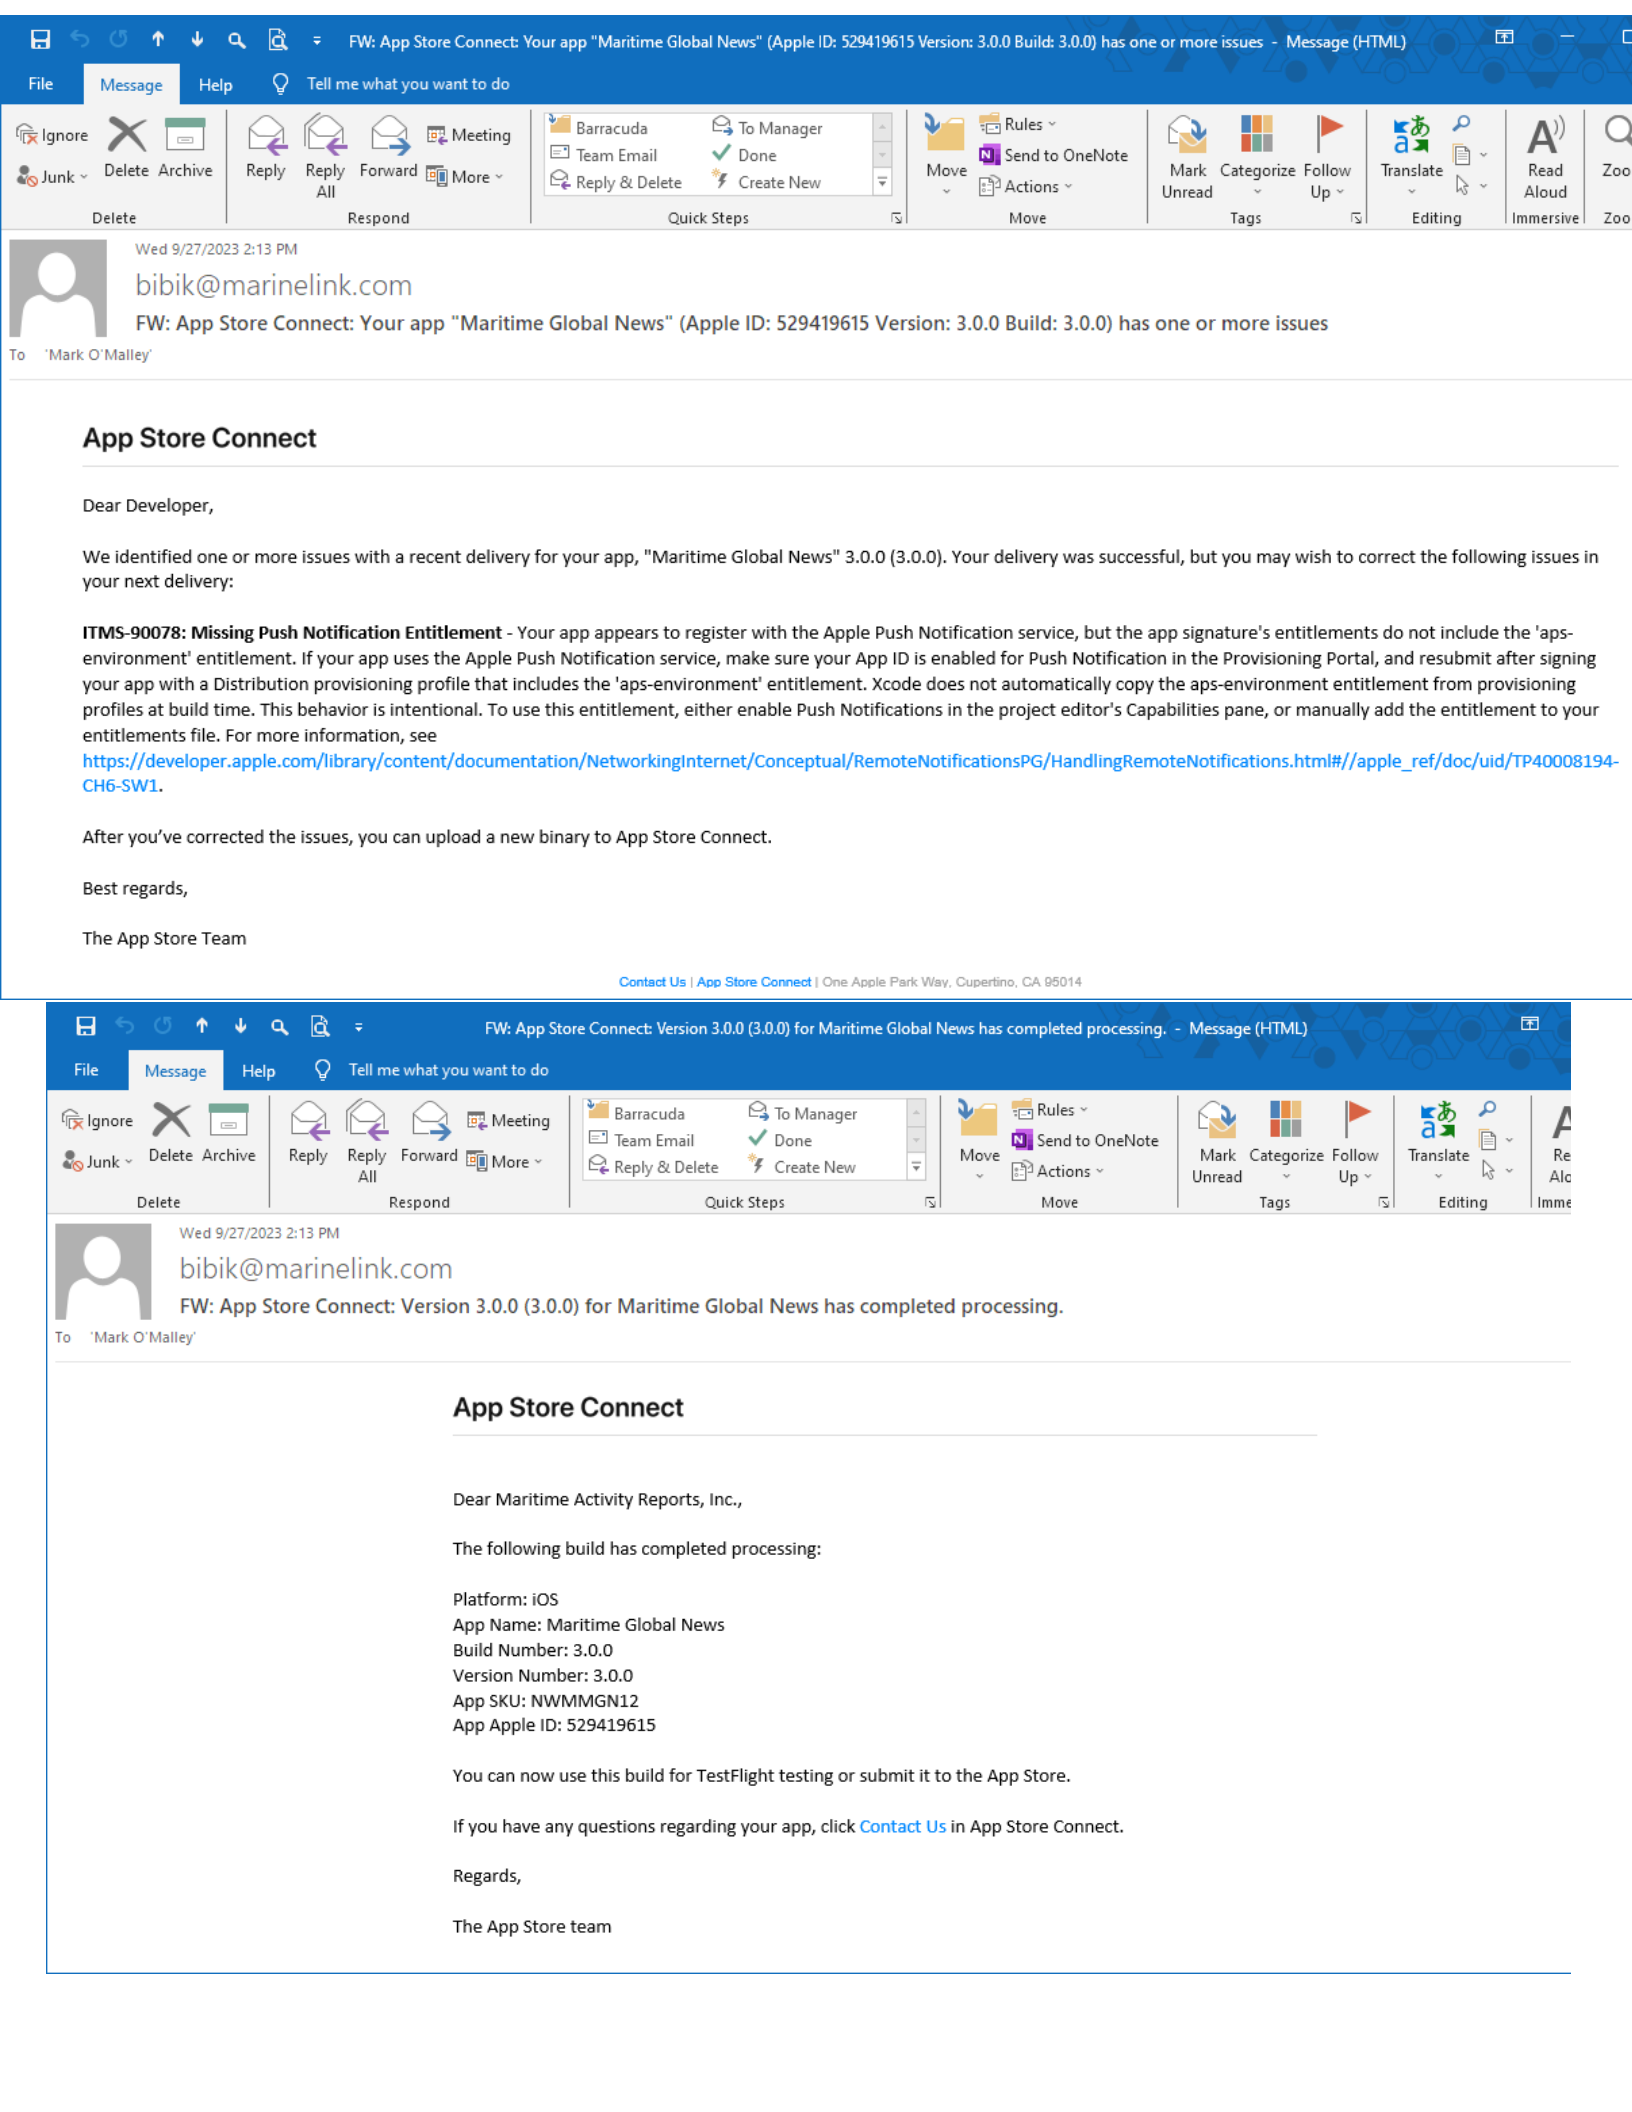 FW: App Store Connect: Your app "Maritime Global News" (Apple ID: 529419615 Version: 3.0.0 Build: 3.0.0) has one or more issues - Message (HTML)
File Message Help Tell me what you want to do
Ignore
Junk
Delete Archive
Reply Reply All Forward
Meeting
More
Barracuda To Manager
Team Email Done
Reply & Delete Create New
Move
Rules
Send to OneNote
Actions
Mark Unread Categorize Follow Up
Translate
Read Aloud
Delete Respond Quick Steps Move Tags Editing Immersive
Wed 9/27/2023 2:13 PM
bibik@marinelink.com
FW: App Store Connect: Your app "Maritime Global News" (Apple ID: 529419615 Version: 3.0.0 Build: 3.0.0) has one or more issues
To 'Mark O'Malley'
App Store Connect
Dear Developer,
We identified one or more issues with a recent delivery for your app, "Maritime Global News" 3.0.0 (3.0.0). Your delivery was successful, but you may wish to correct the following issues in
your next delivery:
ITMS-90078: Missing Push Notification Entitlement - Your app appears to register with the Apple Push Notification service, but the app signature's entitlements do not include the 'aps-
environment' entitlement. If your app uses the Apple Push Notification service, make sure your App ID is enabled for Push Notification in the Provisioning Portal, and resubmit after signing
your app with a Distribution provisioning profile that includes the 'aps-environment' entitlement. Xcode does not automatically copy the aps-environment entitlement from provisioning
profiles at build time. This behavior is intentional. To use this entitlement, either enable Push Notifications in the project editor's Capabilities pane, or manually add the entitlement to your
entitlements file. For more information, see
https://developer.apple.com/library/content/documentation/NetworkingInternet/Conceptual/RemoteNotificationsPG/HandlingRemoteNotifications.html#//apple_ref/doc/uid/TP40008194-
CH6-SW1.
After you've corrected the issues, you can upload a new binary to App Store Connect.
Best regards,
The App Store Team
Contact Us | App Store Connect | One Apple Park Way, Cupertino, CA 95014
FW: App Store Connect: Version 3.0.0 (3.0.0) for Maritime Global News has completed processing. - Message (HTML)
File Message Help Tell me what you want to do
Ignore
Junk
Delete Archive
Reply Reply All Forward
Meeting
More
Barracuda To Manager
Team Email Done
Reply & Delete Create New
Move
Rules
Send to OneNote
Actions
Mark Unread Categorize Follow Up
Translate
Delete Respond Quick Steps Move Tags Editing
Wed 9/27/2023 2:13 PM
bibik@marinelink.com
FW: App Store Connect: Version 3.0.0 (3.0.0) for Maritime Global News has completed processing.
To 'Mark O'Malley'
App Store Connect
Dear Maritime Activity Reports, Inc.,
The following build has completed processing:
Platform: iOS
App Name: Maritime Global News
Build Number: 3.0.0
Version Number: 3.0.0
App SKU: NWMMGN12
App Apple ID: 529419615
You can now use this build for TestFlight testing or submit it to the App Store.
If you have any questions regarding your app, click Contact Us in App Store Connect.
Regards,
The App Store team